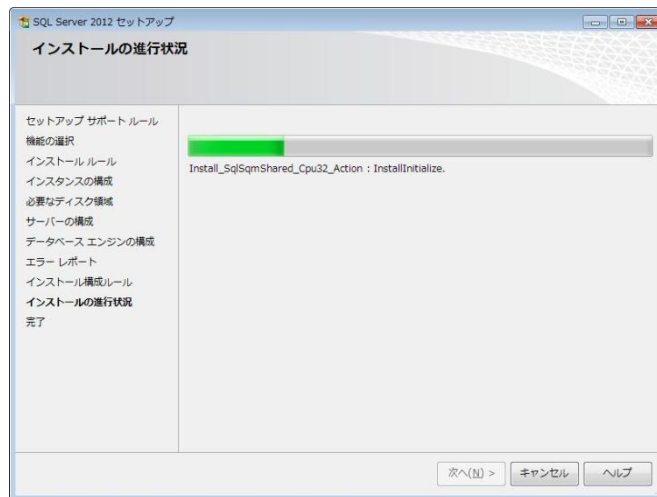 SQL Server 2012 セットアップ
インストールの進行状況
セットアップ サポート ルール
機能の選択
インストール ルール
インスタンスの構成
必要なディスク領域
サーバーの構成
データベース エンジンの構成
エラー レポート
インストール構成ルール
インストールの進行状況
完了
Install_SqlSqmShared_Cpu32_Action : InstallInitialize.
次へ(N) >
キャンセル
ヘルプ